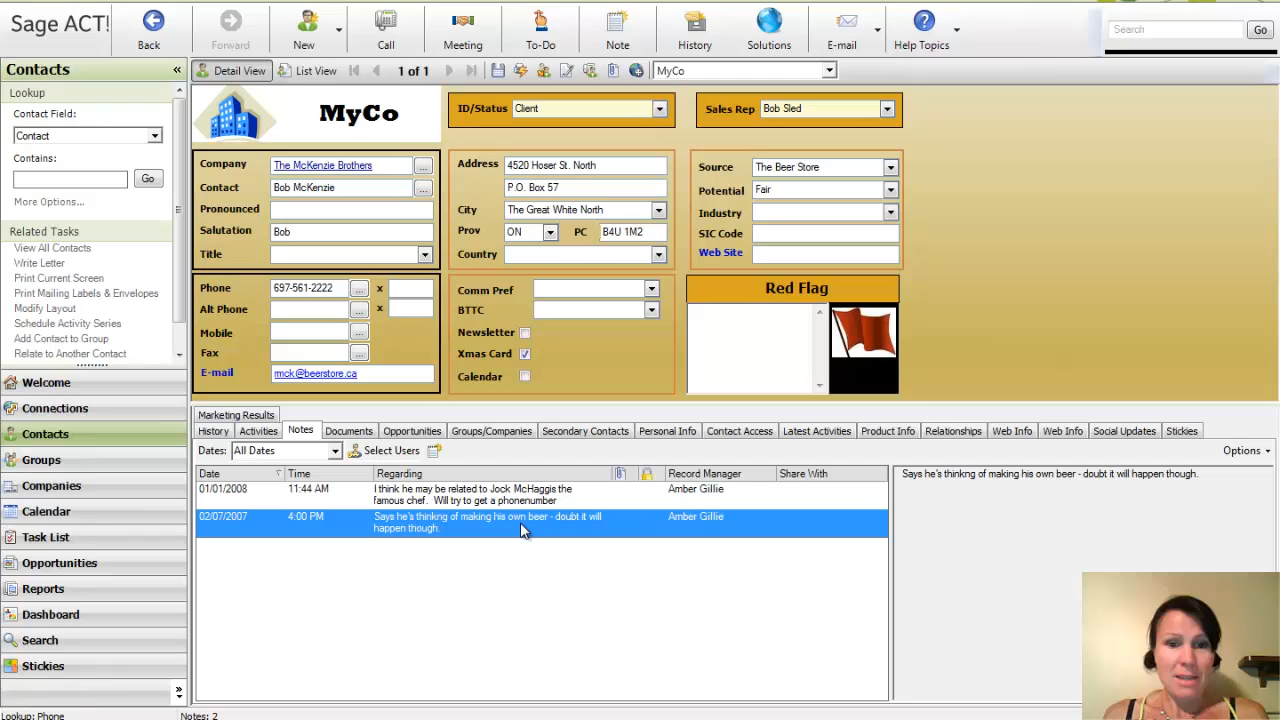 Sage ACT!
Back
Forward
New
Call
Meeting
To-Do
Note
History
Solutions
E-mail
Help Topics
Search
Go
Contacts
«
Lookup
Contact Field:
Contact
Contains:
Go
More Options...
Related Tasks
View All Contacts
Write Letter
Print Current Screen
Print Mailing Labels & Envelopes
Modify Layout
Schedule Activity Series
Add Contact to Group
Relate to Another Contact
Welcome
Connections
Contacts
Groups
Companies
Calendar
Task List
Opportunities
Reports
Dashboard
Search
Stickies
»
Lookup: Phone
Detail View
List View
1 of 1
MyCo
MyCo
ID/Status Client
Sales Rep Bob Sled
Company The McKenzie Brothers ...
Contact Bob McKenzie ...
Pronounced
Salutation Bob
Title
Address 4520 Hoser St. North
P.O. Box 57
City The Great White North
Prov ON PC B4U 1M2
Country
Source The Beer Store
Potential Fair
Industry
SIC Code
Web Site
Phone 697-561-2222 ... x
Alt Phone ... x
Mobile ...
Fax ...
E-mail rmck@beerstore.ca
Comm Pref
BTTC
Newsletter
Xmas Card
Calendar
Red Flag
Marketing Results
History Activities Notes Documents Opportunities Groups/Companies Secondary Contacts Personal Info Contact Access Latest Activities Product Info Relationships Web Info Web Info Social Updates Stickies
Dates: All Dates Select Users Options
Date Time Regarding Record Manager Share With
01/01/2008 11:44 AM I think he may be related to Jock McHaggis the Amber Gillie
famous chef. Will try to get a phonenumber
02/07/2007 4:00 PM Says he's thinkng of making his own beer - doubt it will Amber Gillie
happen though.
Says he's thinkng of making his own beer - doubt it will happen though.
Notes: 2